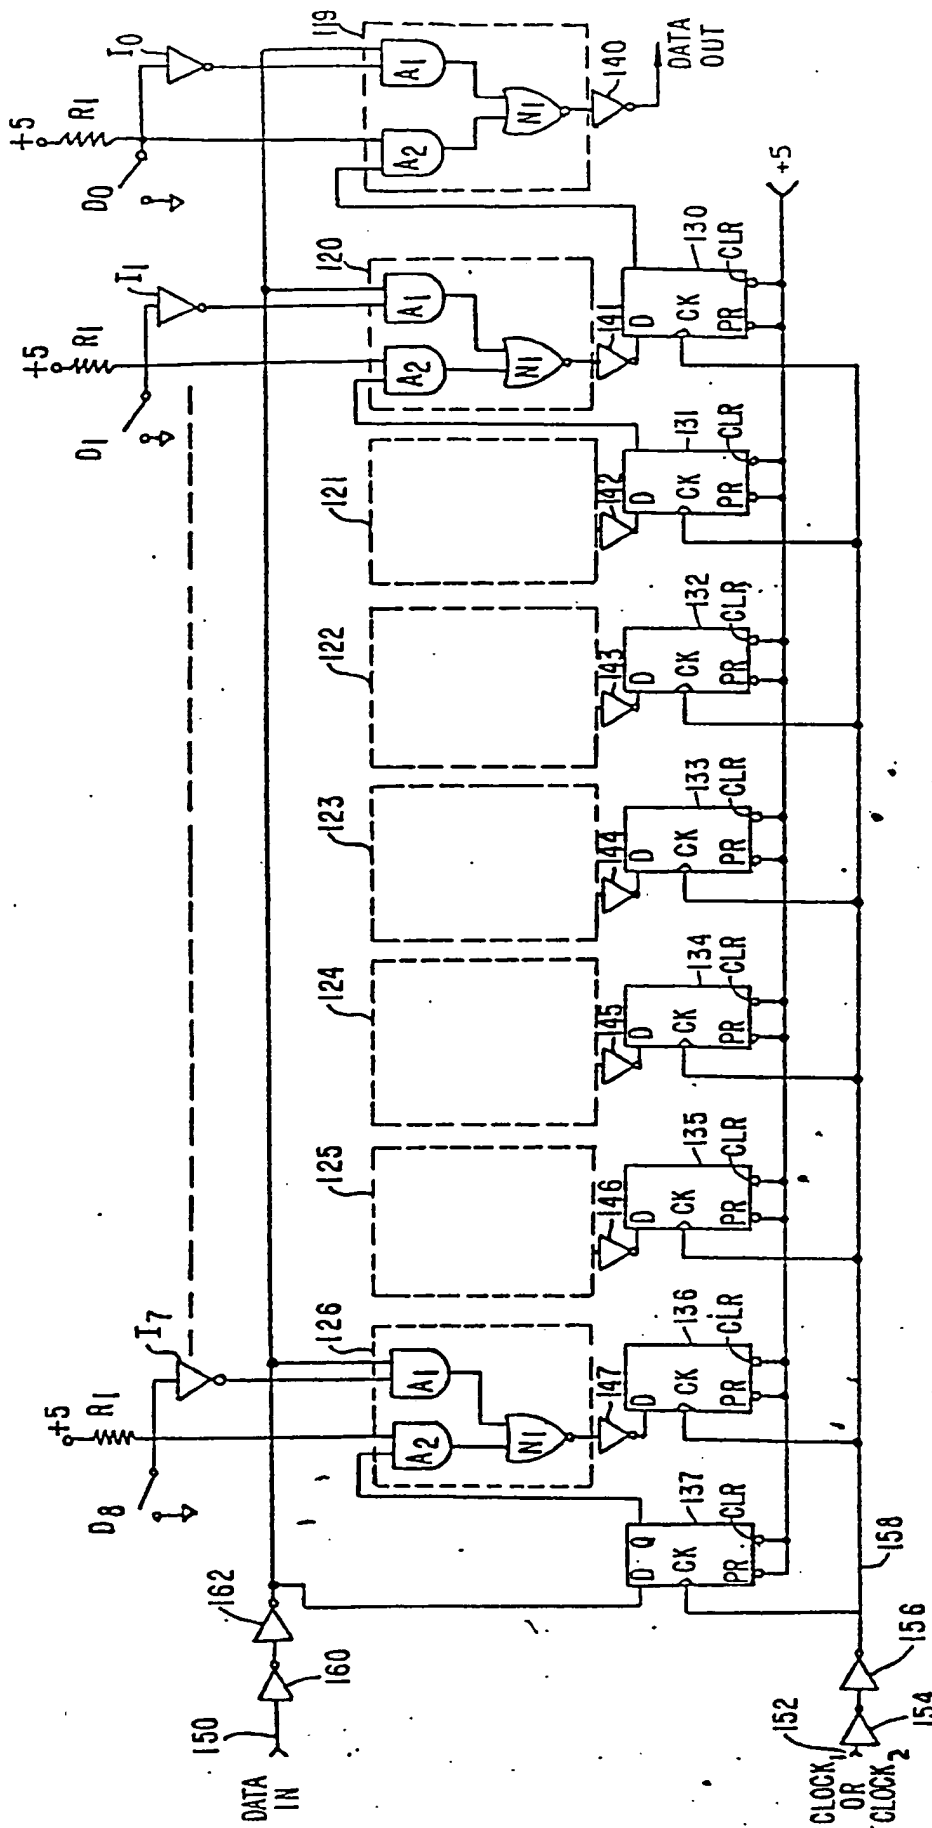 +5
R1
D0
I0
119
A1
A2
N1
140
DATA
OUT
+5
R1
D1
I1
120
A1
A2
N1
141
D
CK
PR
CLR
130
+5
121
142
D
CK
PR
CLR
131
122
143
D
CK
PR
CLR
132
123
144
D
CK
PR
CLR
133
124
145
D
CK
PR
CLR
134
125
146
D
CK
PR
CLR
135
+5
R1
D8
I7
126
A1
A2
N1
147
D
CK
PR
CLR
136
D Q
CK
PR
CLR
137
162
160
150
DATA
IN
158
156
154
152
CLOCK1
OR
CLOCK2